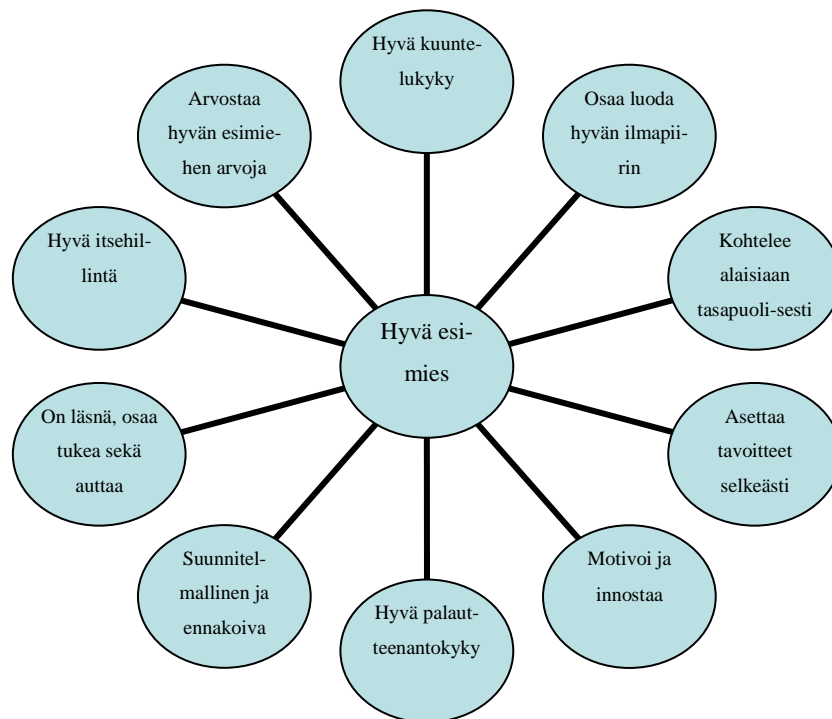 Hyvä kuunte-
lukyky
Arvostaa
hyvän esimie-
hen arvoja
Osaa luoda
hyvän ilmapii-
rin
Hyvä itsehil-
lintä
Kohtelee
alaisiaan
tasapuoli-sesti
Hyvä esi-
mies
On läsnä, osaa
tukea sekä
auttaa
Asettaa
tavoitteet
selkeästi
Suunnitel-
mallinen ja
ennakoiva
Motivoi ja
innostaa
Hyvä palaut-
teenantokyky